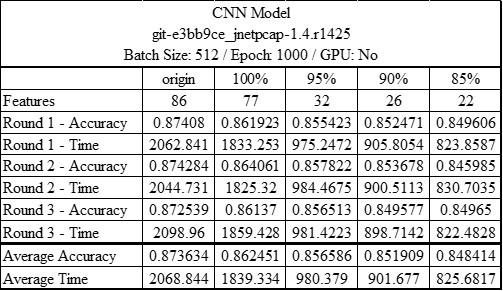 CNN Model
git-e3bb9ce_jnetpcap-1.4.r1425
Batch Size: 512 / Epoch: 1000 / GPU: No
origin 100% 95% 90% 85%
Features 86 77 32 26 22
Round 1 - Accuracy 0.87408 0.861923 0.855423 0.852471 0.849606
Round 1 - Time 2062.841 1833.253 975.2472 905.8054 823.8587
Round 2 - Accuracy 0.874284 0.864061 0.857822 0.853678 0.845985
Round 2 - Time 2044.731 1825.32 984.4675 900.5113 830.7035
Round 3 - Accuracy 0.872539 0.86137 0.856513 0.849577 0.84965
Round 3 - Time 2098.96 1859.428 981.4223 898.7142 822.4828
Average Accuracy 0.873634 0.862451 0.856586 0.851909 0.848414
Average Time 2068.844 1839.334 980.379 901.677 825.6817